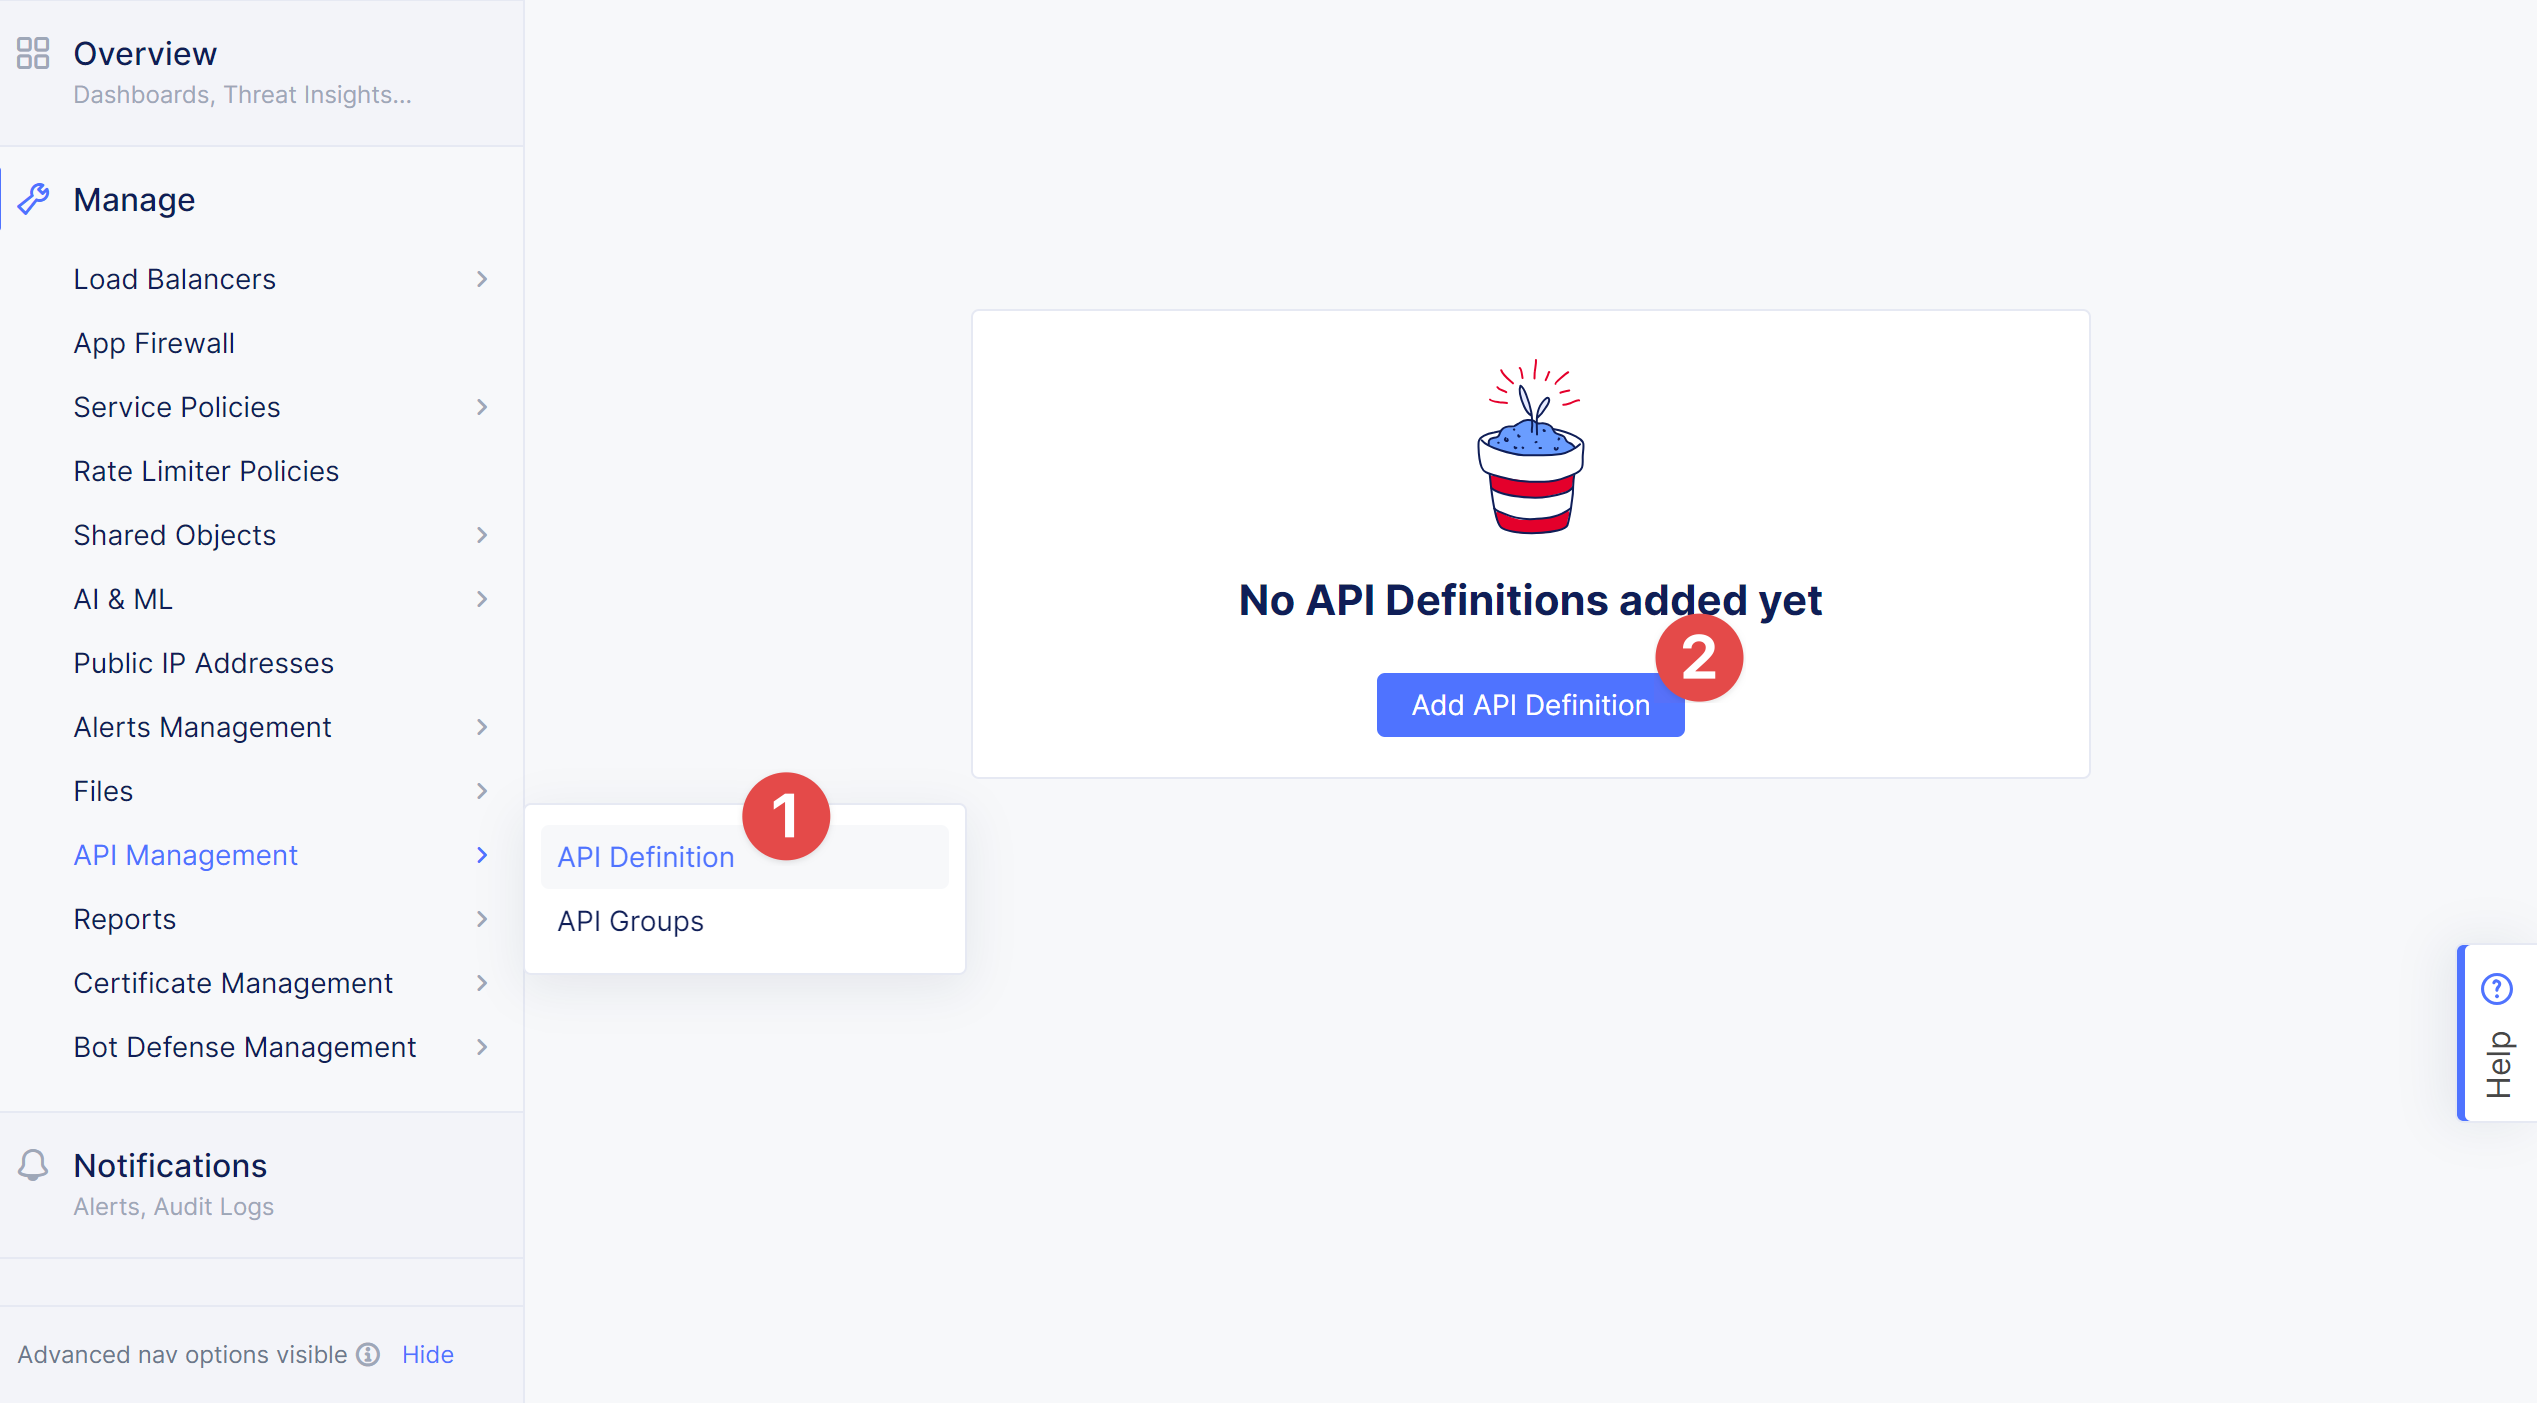 Overview
Dashboards, Threat Insights...
Manage
Load Balancers
App Firewall
Service Policies
Rate Limiter Policies
Shared Objects
AI & ML
Public IP Addresses
Alerts Management
Files
API Management
Reports
Certificate Management
Bot Defense Management
Notifications
Alerts, Audit Logs
Advanced nav options visible Hide
1
API Definition
API Groups
No API Definitions added yet
2
Add API Definition
Help